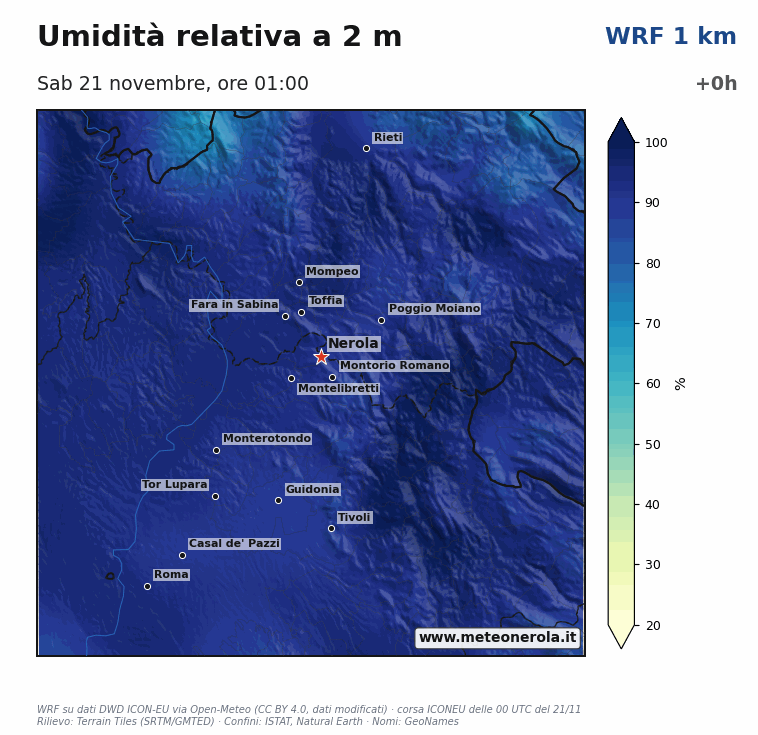 Umidità relativa a 2 m
WRF 1 km
Sab 21 novembre, ore 01:00
+0h
Rieti
Mompeo
Fara in Sabina
Toffia
Poggio Moiano
Nerola
Montorio Romano
Montelibretti
Monterotondo
Tor Lupara
Guidonia
Tivoli
Casal de' Pazzi
Roma
www.meteonerola.it
100
90
80
70
60
50
40
30
20
%
WRF su dati DWD ICON-EU via Open-Meteo (CC BY 4.0, dati modificati) · corsa ICONEU delle 00 UTC del 21/11
Rilievo: Terrain Tiles (SRTM/GMTED) · Confini: ISTAT, Natural Earth · Nomi: GeoNames